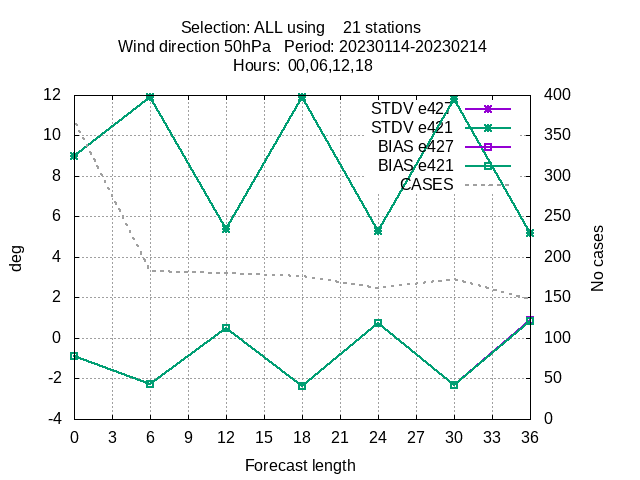 Selection: ALL using    21 stations
Wind direction 50hPa   Period: 20230114-20230214
Hours:  00,06,12,18
STDV e427
STDV e421
BIAS e427
BIAS e421
CASES
12
10
8
6
4
2
0
-2
-4
400
350
300
250
200
150
100
50
0
deg
No cases
0 3 6 9 12 15 18 21 24 27 30 33 36
Forecast length